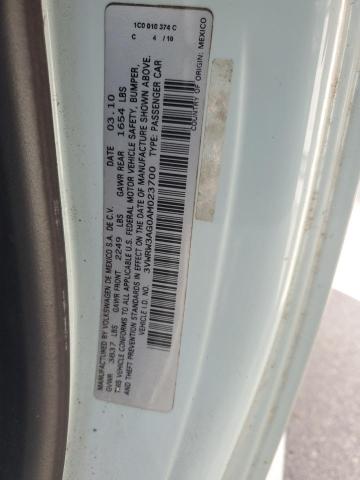 1C0 010 374 C
C 4 / 10
MANUFACTURED BY VOLKSWAGEN DE MEXICO S.A. DE C.V. DATE 03.10
GVWR 3837 LBS GAWR FRONT 2249 LBS GAWR REAR 1654 LBS
THIS VEHICLE CONFORMS TO ALL APPLICABLE U.S. FEDERAL MOTOR VEHICLE SAFETY, BUMPER,
AND THEFT PREVENTION STANDARDS IN EFFECT ON THE DATE OF MANUFACTURE SHOWN ABOVE.
VEHICLE I.D. NO. 3VWRW3AG0AM023700 TYPE: PASSENGER CAR
COUNTRY OF ORIGIN: MEXICO